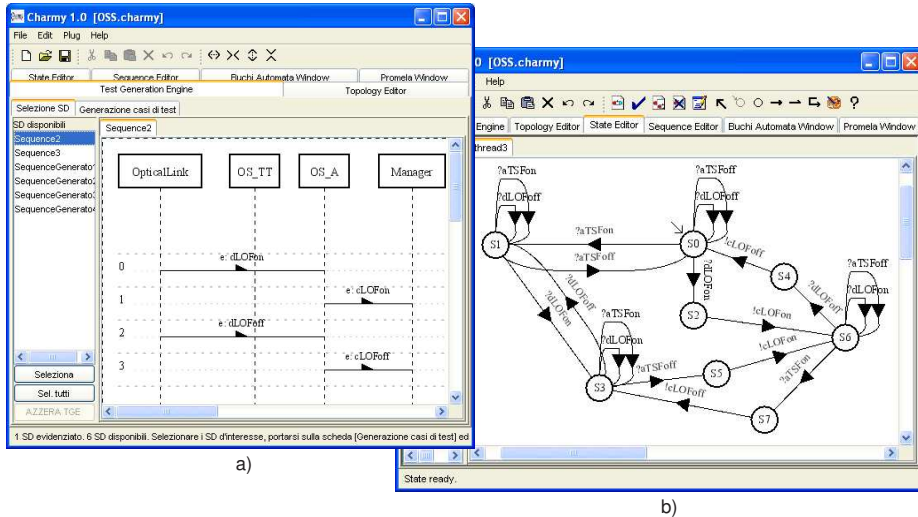 Charmy 1.0 [OSS.charmy]
File Edit Plug Help
State Editor Sequence Editor Buchi Automata Window Promela Window
Test Generation Engine Topology Editor
Selezione SD Generazione casi di test
SD disponibili
Sequence2
Sequence3
SequenceGenerato1
SequenceGenerato2
SequenceGenerato3
SequenceGenerato4
Seleziona
Sel. tutti
AZZERA TGE
Sequence2
OpticalLink OS_TT OS_A Manager
0 e: dLOFon
1 e: cLOFon
2 e: dLOFoff
3 e: cLOFoff
1 SD evidenziato. 6 SD disponibili. Selezionare i SD d'interesse, portarsi sulla scheda [Generazione casi di test] ed
a)
0 [OSS.charmy]
Help
Engine Topology Editor State Editor Sequence Editor Buchi Automata Window Promela Window
thread3
?aTSFon
?dLOFoff
?aTSFoff
?dLOFoff
S1
?aTSFon
S0
?aTSFoff
!cLOFoff
S4
?aTSFoff
?dLOFon
?dLOFoff
?dLOFon
?dLOFon
S2
!cLOFon
?dLOFoff
S6
?aTSFon
?dLOFon
!cLOFon
S3
?aTSFoff
S5
?aTSFon
!cLOFoff
S7
State ready.
b)